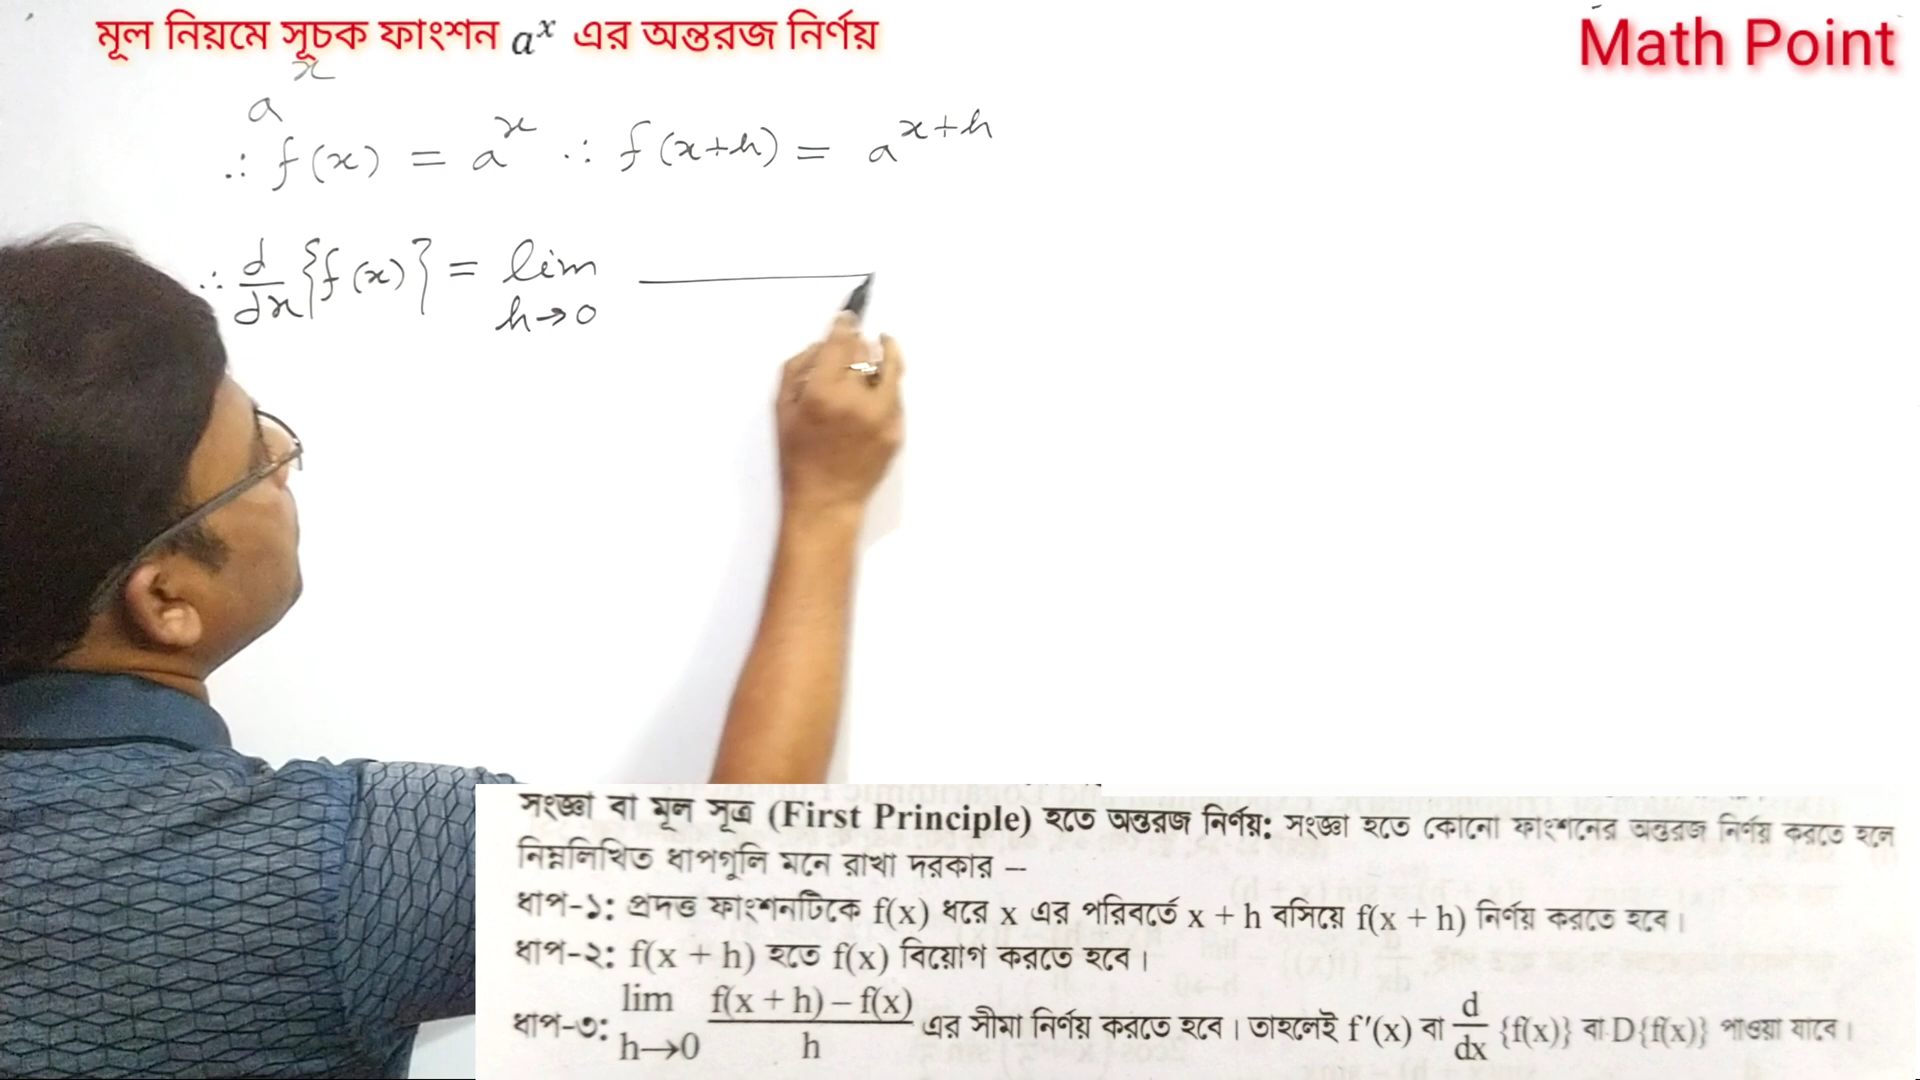 মূল নিয়মে সূচক ফাংশন aˣ এর অন্তরজ নির্ণয়
Math Point
aˣ
∴ f(x) = aˣ ∴ f(x+h) = a^{x+h}
∴ d/dx {f(x)} = lim h→0
সংজ্ঞা বা মূল সূত্র (First Principle) হতে অন্তরজ নির্ণয়: সংজ্ঞা হতে কোনো ফাংশনের অন্তরজ নির্ণয় করতে হলে
নিম্নলিখিত ধাপগুলি মনে রাখা দরকার –
ধাপ-১: প্রদত্ত ফাংশনটিকে f(x) ধরে x এর পরিবর্তে x + h বসিয়ে f(x + h) নির্ণয় করতে হবে।
ধাপ-২: f(x + h) হতে f(x) বিয়োগ করতে হবে।
ধাপ-৩: lim h→0 f(x + h) – f(x) / h এর সীমা নির্ণয় করতে হবে। তাহলেই f′(x) বা d/dx {f(x)} বা D{f(x)} পাওয়া যাবে।